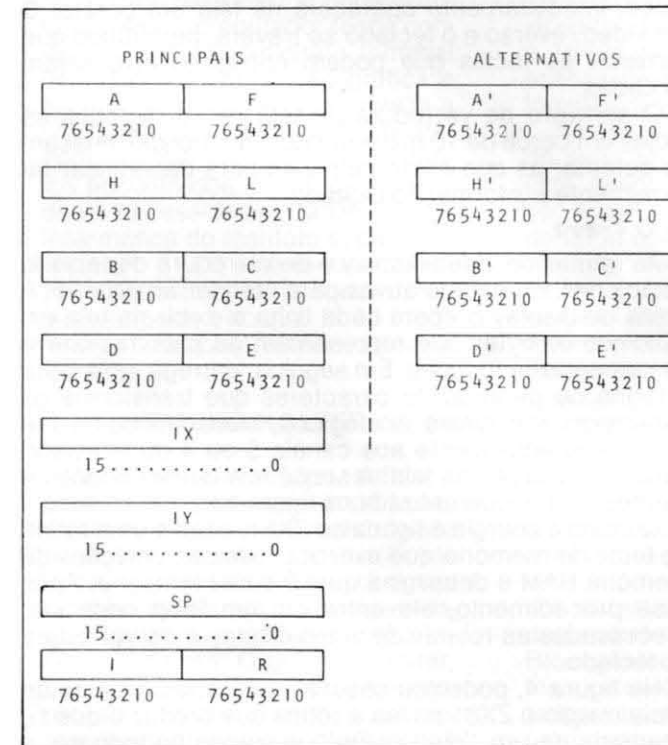 PRINCIPAIS ALTERNATIVOS
A F A' F'
76543210 76543210 76543210 76543210
H L H' L'
76543210 76543210 76543210 76543210
B C B' C'
76543210 76543210 76543210 76543210
D E D' E'
76543210 76543210 76543210 76543210
IX
15..............0
IY
15..............0
SP
15..............0
I R
76543210 76543210